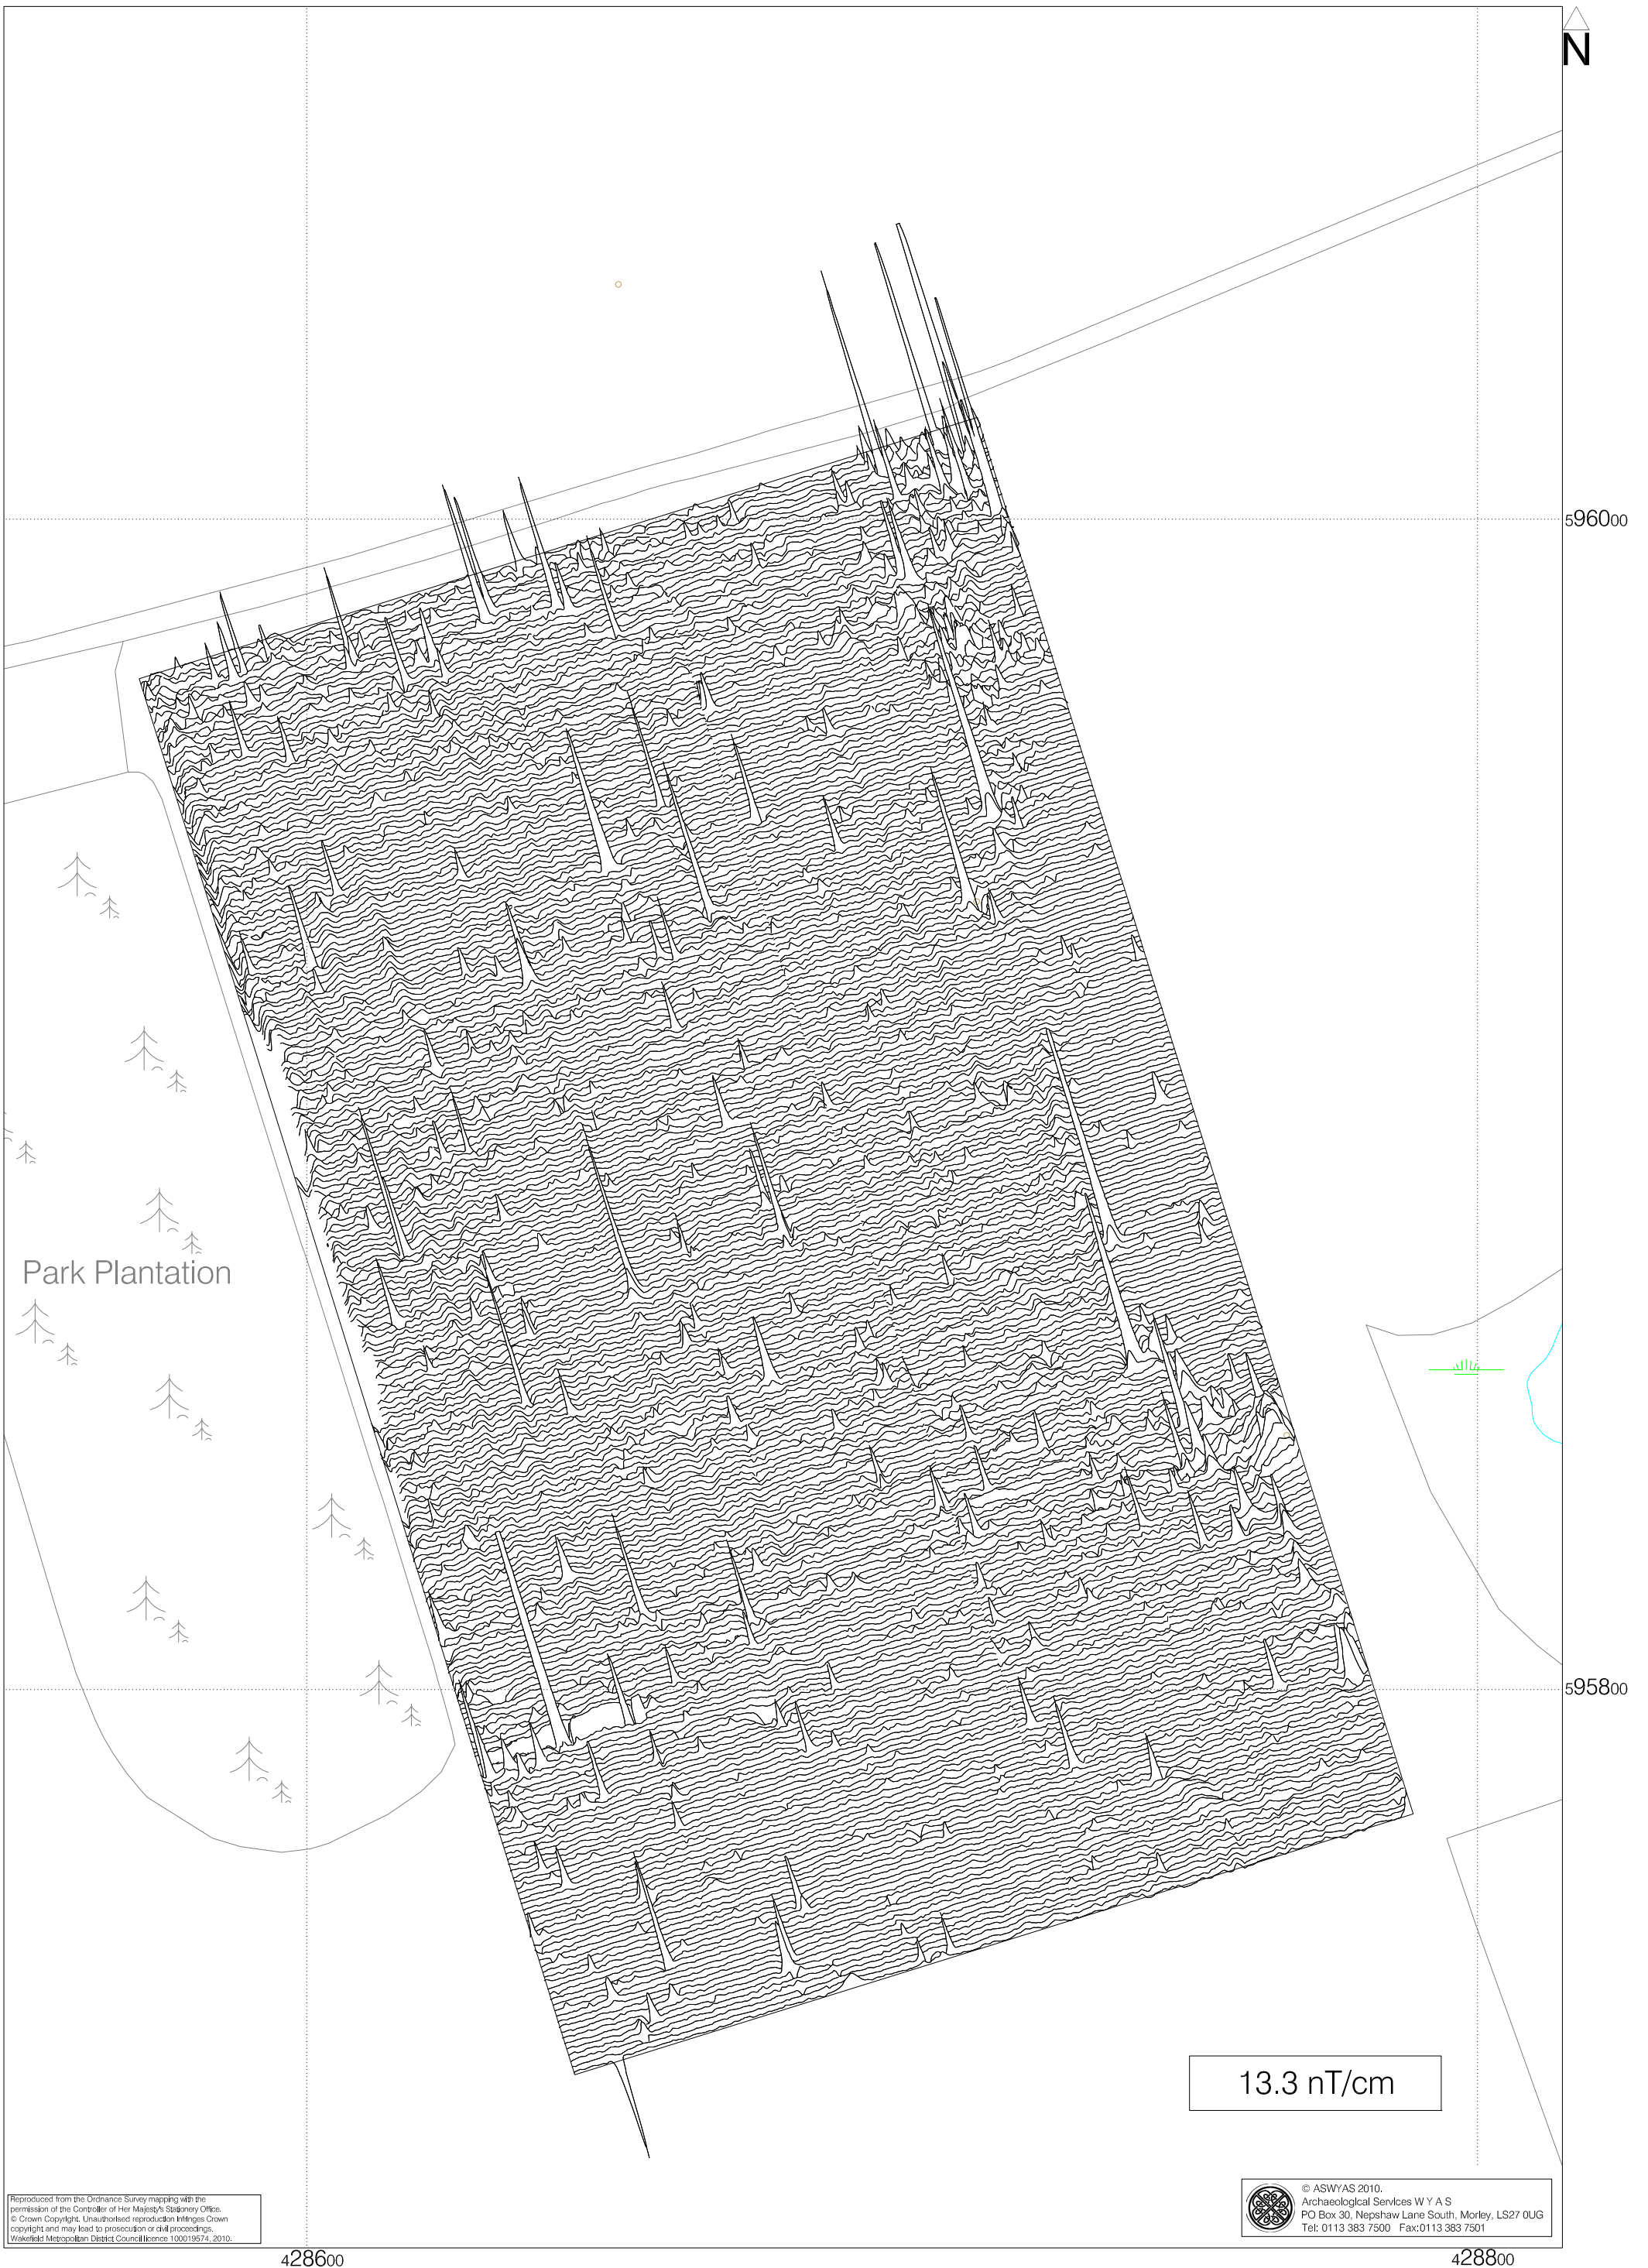 N
596000
Park Plantation
595800
13.3 nT/cm
Reproduced from the Ordnance Survey mapping with the
permission of the Controller of Her Majesty's Stationery Office.
© Crown Copyright. Unauthorised reproduction infringes Crown
copyright and may lead to prosecution or civil proceedings.
Wakefield Metropolitan District Council licence 100019574, 2010.
© ASWYAS 2010.
Archaeological Services W Y A S
PO Box 30, Nepshaw Lane South, Morley, LS27 0UG
Tel: 0113 383 7500 Fax:0113 383 7501
428600
428800